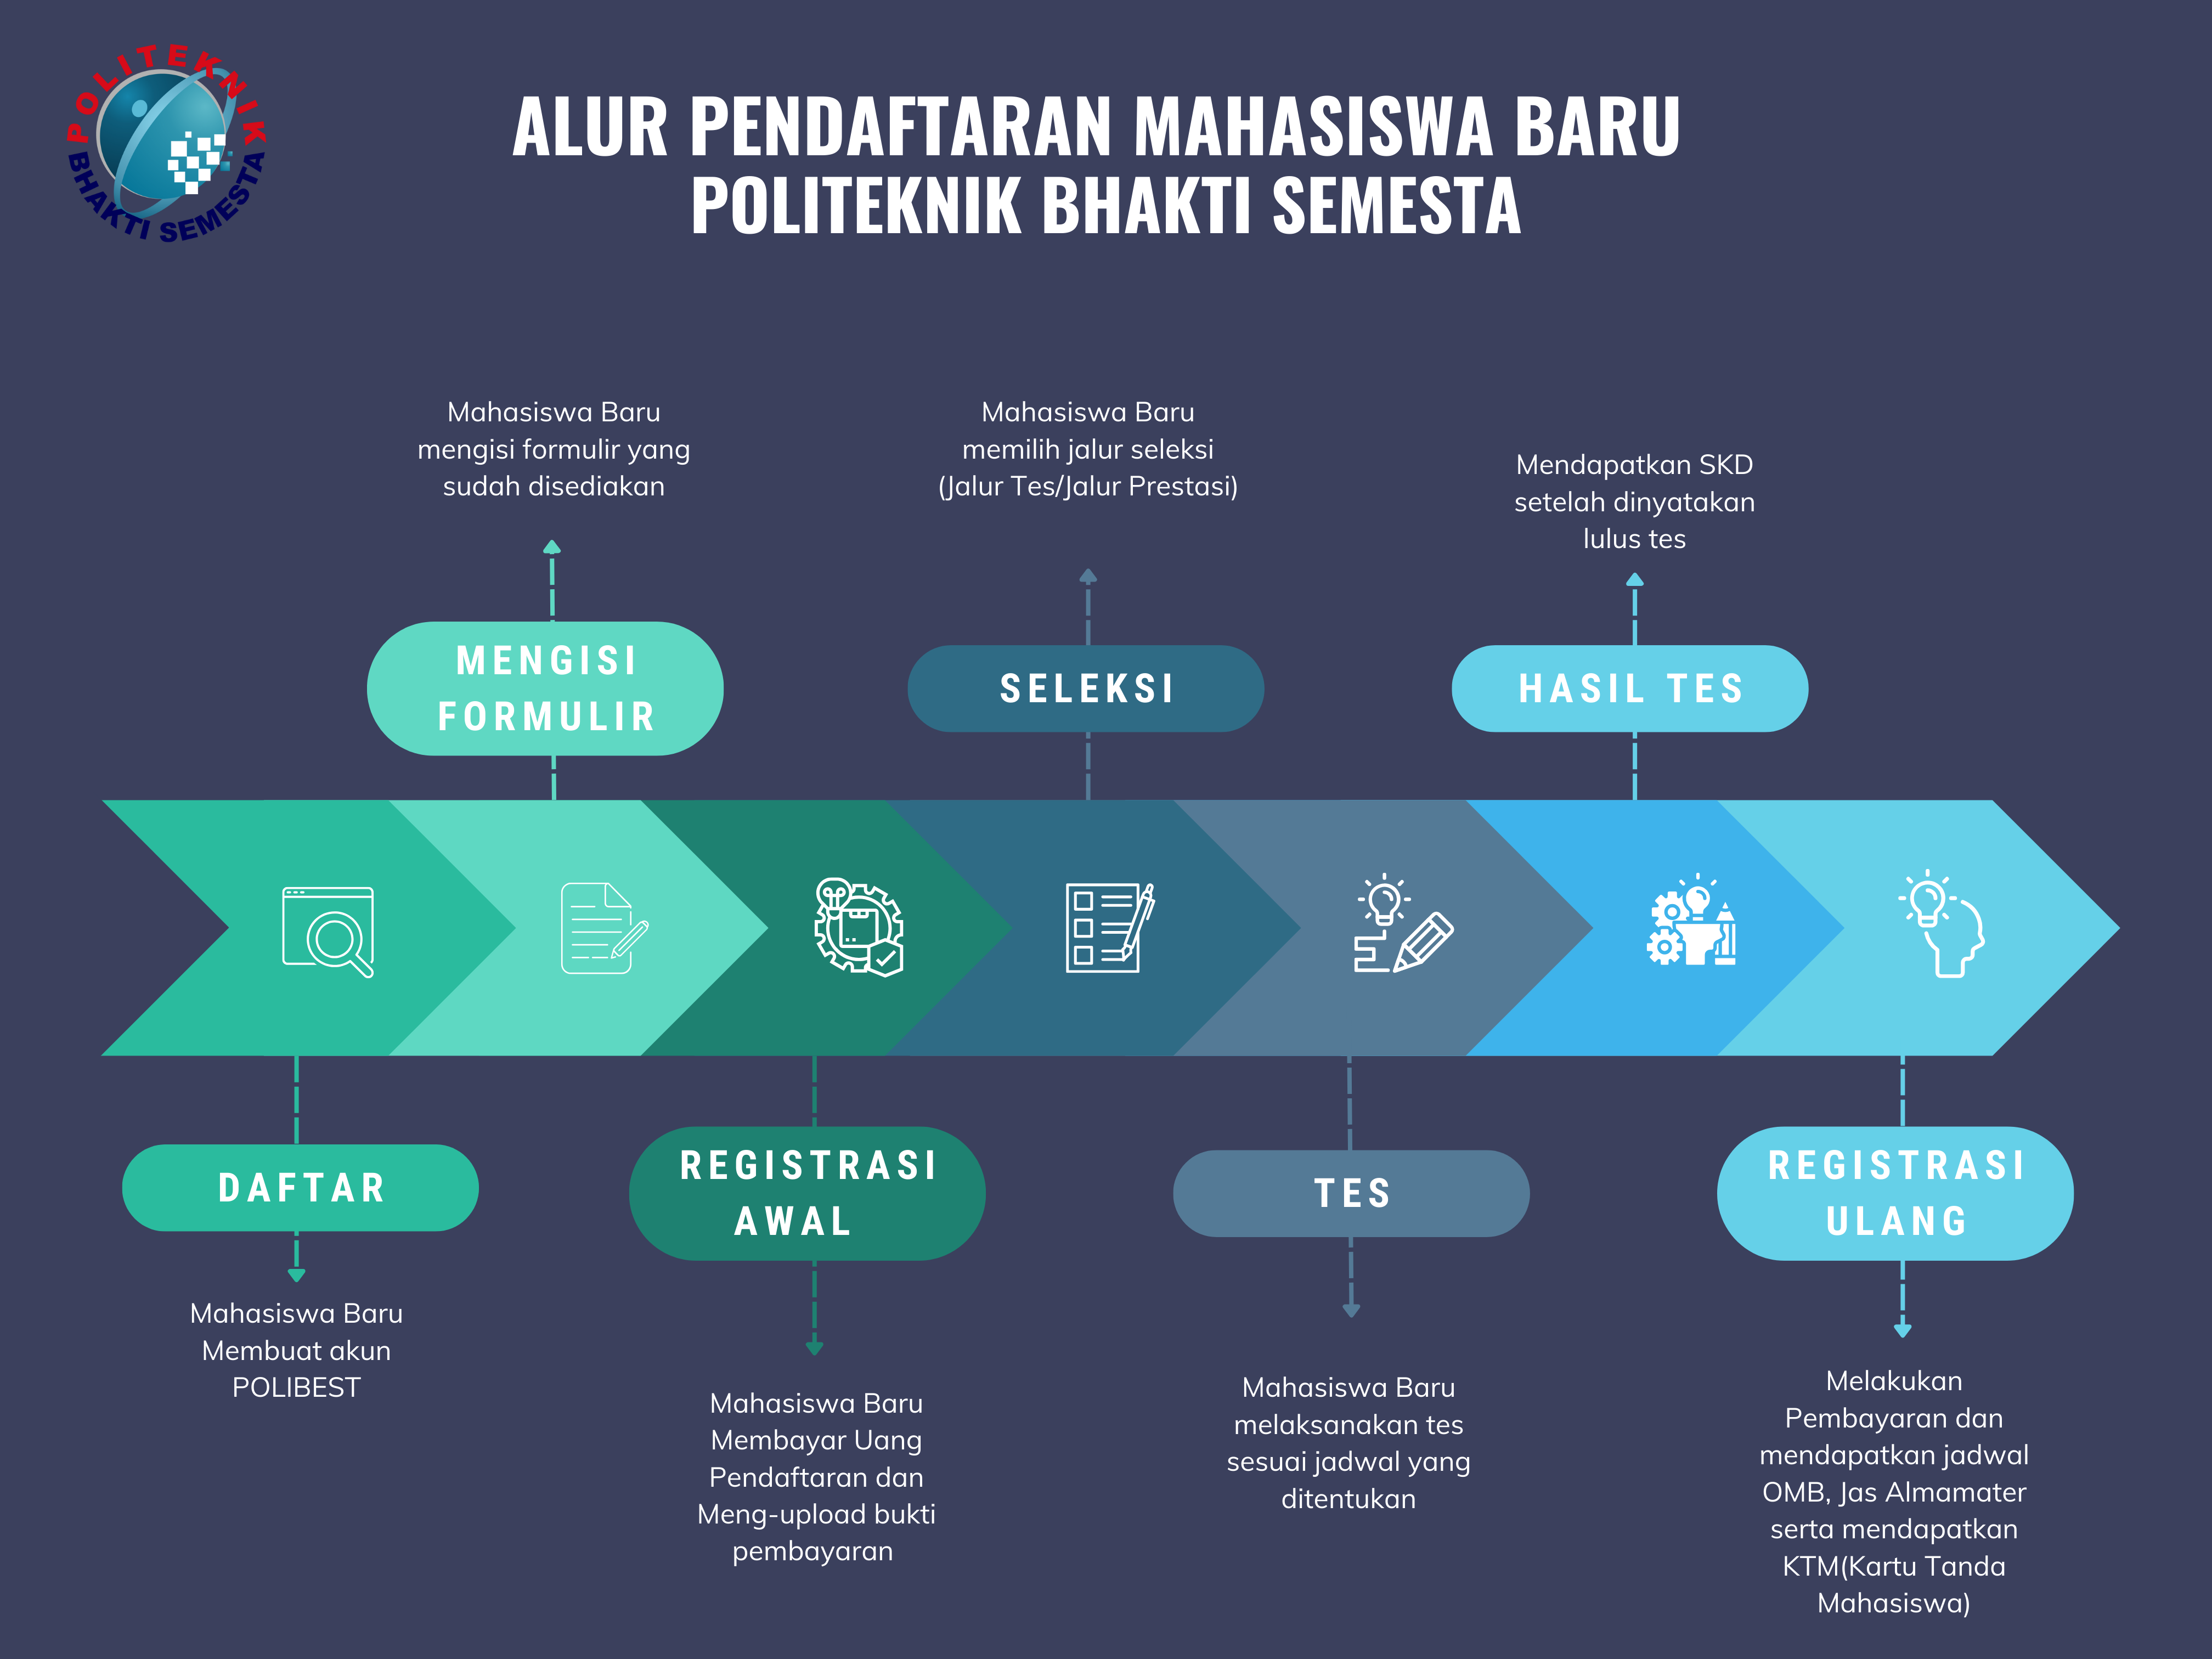 POLITEKNIK
BHAKTI SEMESTA
ALUR PENDAFTARAN MAHASISWA BARU
POLITEKNIK BHAKTI SEMESTA
Mahasiswa Baru
mengisi formulir yang
sudah disediakan
Mahasiswa Baru
memilih jalur seleksi
(Jalur Tes/Jalur Prestasi)
Mendapatkan SKD
setelah dinyatakan
lulus tes
MENGISI
FORMULIR
SELEKSI
HASIL TES
DAFTAR
REGISTRASI
AWAL
TES
REGISTRASI
ULANG
Mahasiswa Baru
Membuat akun
POLIBEST
Mahasiswa Baru
Membayar Uang
Pendaftaran dan
Meng-upload bukti
pembayaran
Mahasiswa Baru
melaksanakan tes
sesuai jadwal yang
ditentukan
Melakukan
Pembayaran dan
mendapatkan jadwal
OMB, Jas Almamater
serta mendapatkan
KTM(Kartu Tanda
Mahasiswa)